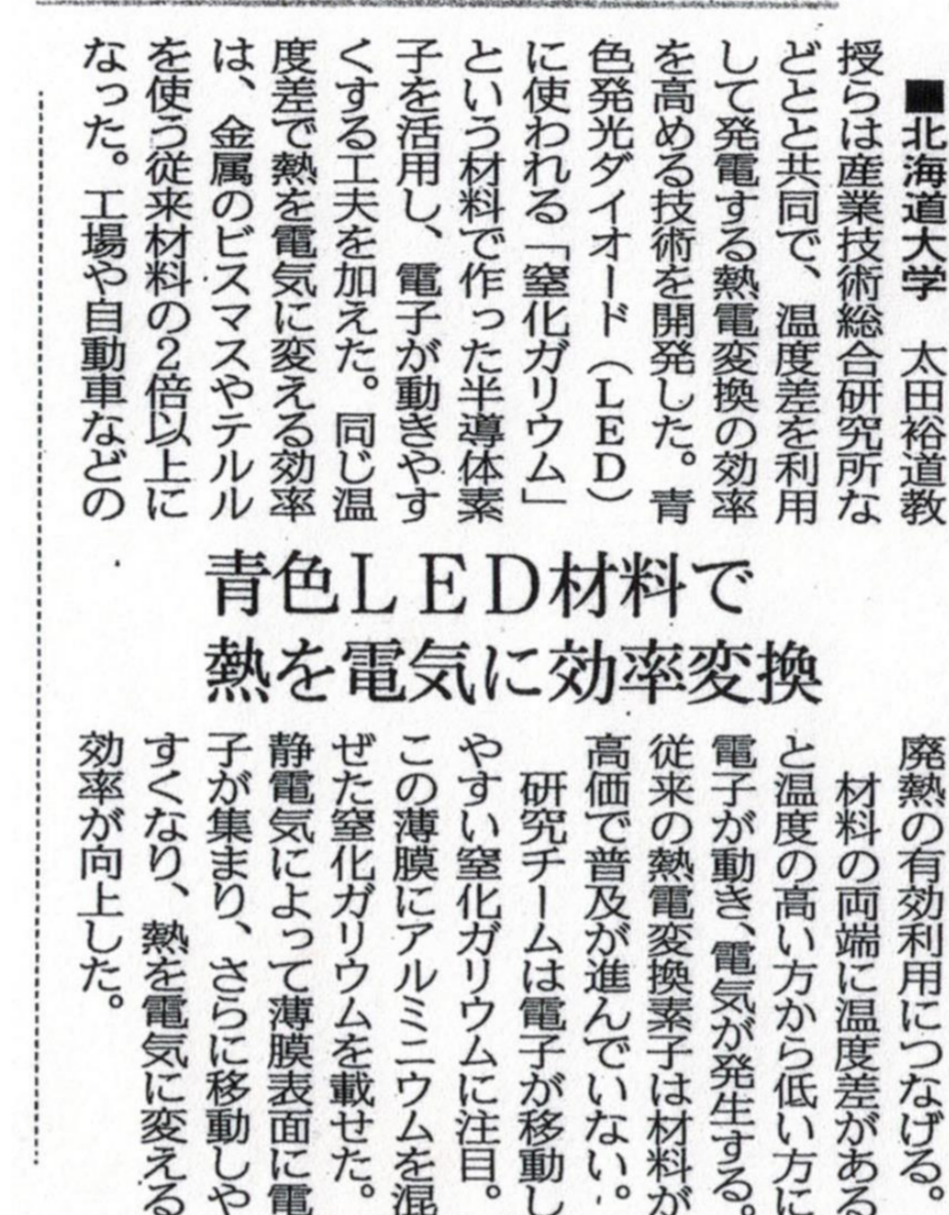 ■北海道大学　太田裕道教
授らは産業技術総合研究所な
どとと共同で、温度差を利用
して発電する熱電変換の効率
を高める技術を開発した。青
色発光ダイオード（ＬＥＤ）
に使われる「窒化ガリウム」
という材料で作った半導体素
子を活用し、電子が動きやす
くする工夫を加えた。同じ温
度差で熱を電気に変える効率
は、金属のビスマスやテルル
を使う従来材料の２倍以上に
なった。工場や自動車などの
青色ＬＥＤ材料で
熱を電気に効率変換
廃熱の有効利用につなげる。
材料の両端に温度差がある
と温度の高い方から低い方に
電子が動き、電気が発生する。
従来の熱電変換素子は材料が
高価で普及が進んでいない。
研究チームは電子が移動し
やすい窒化ガリウムに注目。
この薄膜にアルミニウムを混
ぜた窒化ガリウムを載せた。
静電気によって薄膜表面に電
子が集まり、さらに移動しや
すくなり、熱を電気に変える
効率が向上した。